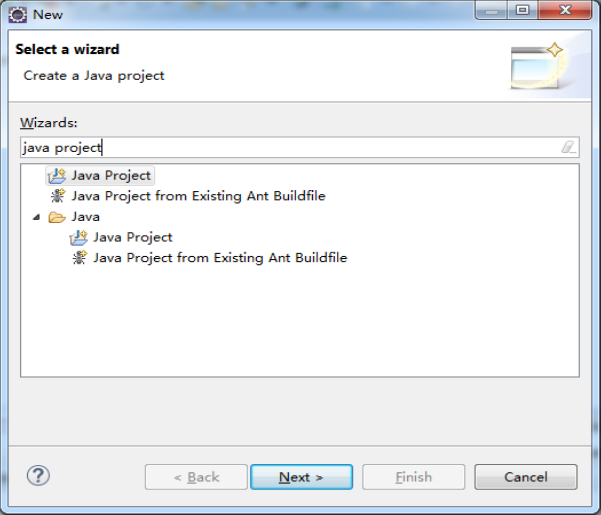 New
Select a wizard
Create a Java project
Wizards:
java project
Java Project
Java Project from Existing Ant Buildfile
Java
Java Project
Java Project from Existing Ant Buildfile
? < Back Next > Finish Cancel